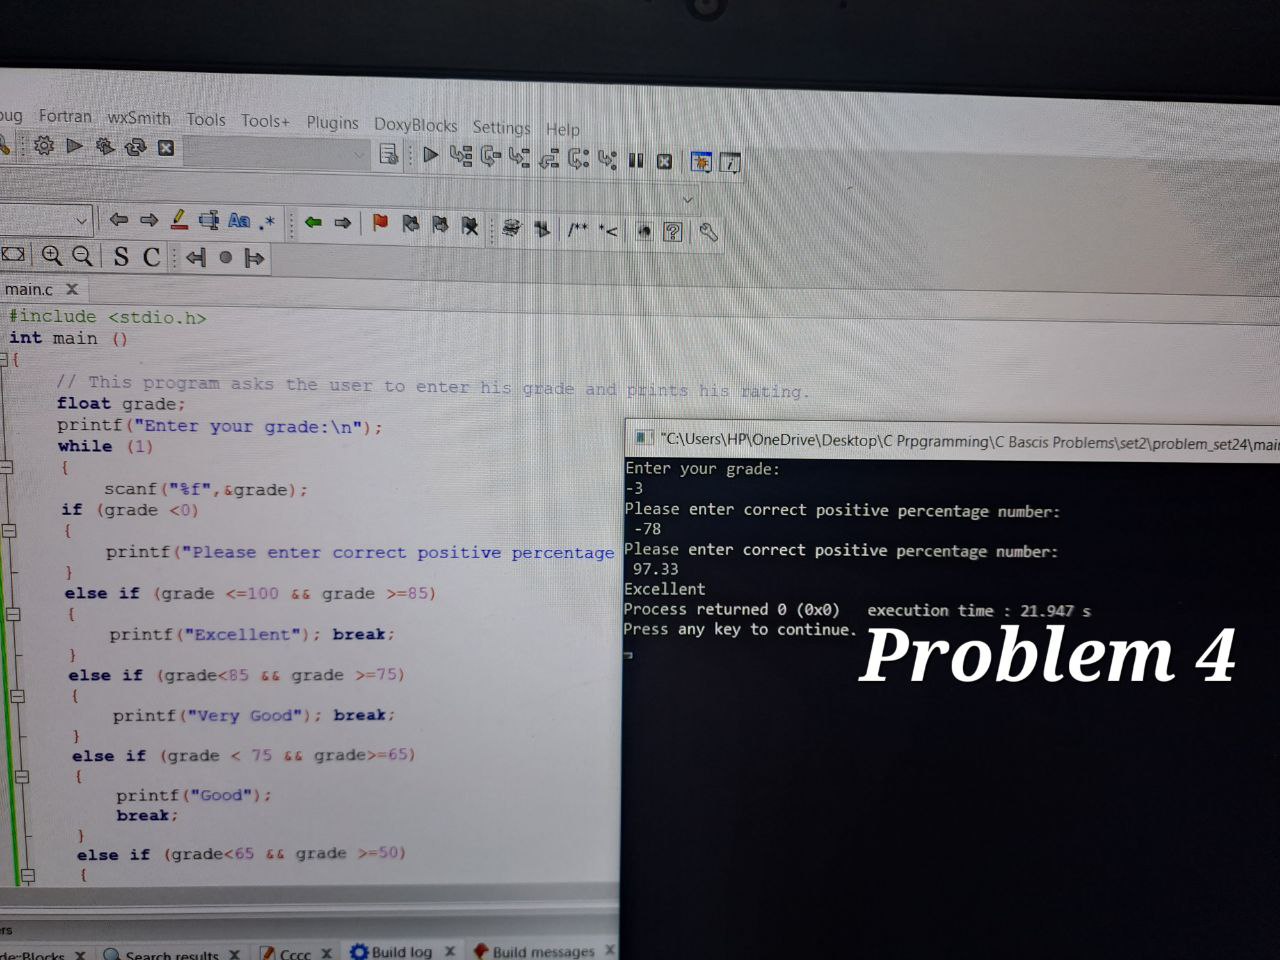 bug Fortran wxSmith Tools Tools+ Plugins DoxyBlocks Settings Help
S C
main.c
#include <stdio.h>
int main ()
{
// This program asks the user to enter his grade and prints his rating.
float grade;
printf("Enter your grade:\n");
while (1)
{
scanf("%f",&grade);
if (grade <0)
{
printf("Please enter correct positive percentage
}
else if (grade <=100 && grade >=85)
{
printf("Excellent"); break;
}
else if (grade<85 && grade >=75)
{
printf("Very Good"); break;
}
else if (grade < 75 && grade>=65)
{
printf("Good");
break;
}
else if (grade<65 && grade >=50)
{
"C:\Users\HP\OneDrive\Desktop\C Prpgramming\C Bascis Problems\set2\problem_set24\main
Enter your grade:
-3
Please enter correct positive percentage number:
-78
Please enter correct positive percentage number:
97.33
Excellent
Process returned 0 (0x0) execution time : 21.947 s
Press any key to continue.
Problem 4
ers
de::Blocks Search results Cccc Build log Build messages